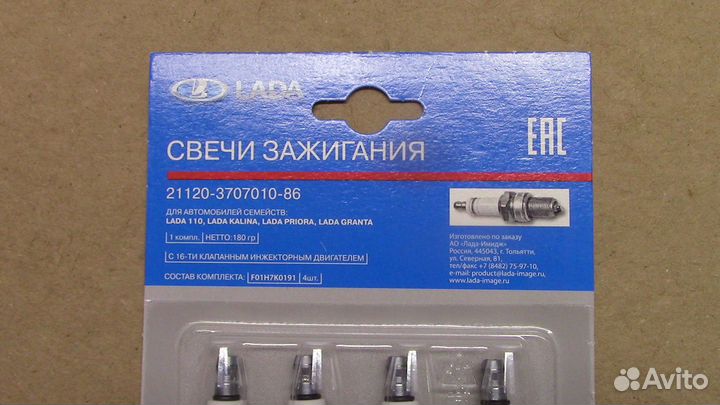 LADA
СВЕЧИ ЗАЖИГАНИЯ
EAC
21120-3707010-86
ДЛЯ АВТОМОБИЛЕЙ СЕМЕЙСТВ:
LADA 110, LADA KALINA, LADA PRIORA, LADA GRANTA
1 компл. НЕТТО: 180 гр
С 16-ТИ КЛАПАННЫМ ИНЖЕКТОРНЫМ ДВИГАТЕЛЕМ
СОСТАВ КОМПЛЕКТА: F01H7K0191 4шт.
Изготовлено по заказу
АО «Лада-Имидж»
Россия, 445043, г. Тольятти,
ул. Северная, 81,
тел/факс +7 (8482) 75-97-10,
e-mail: product@lada-image.ru,
www.lada-image.ru
Avito